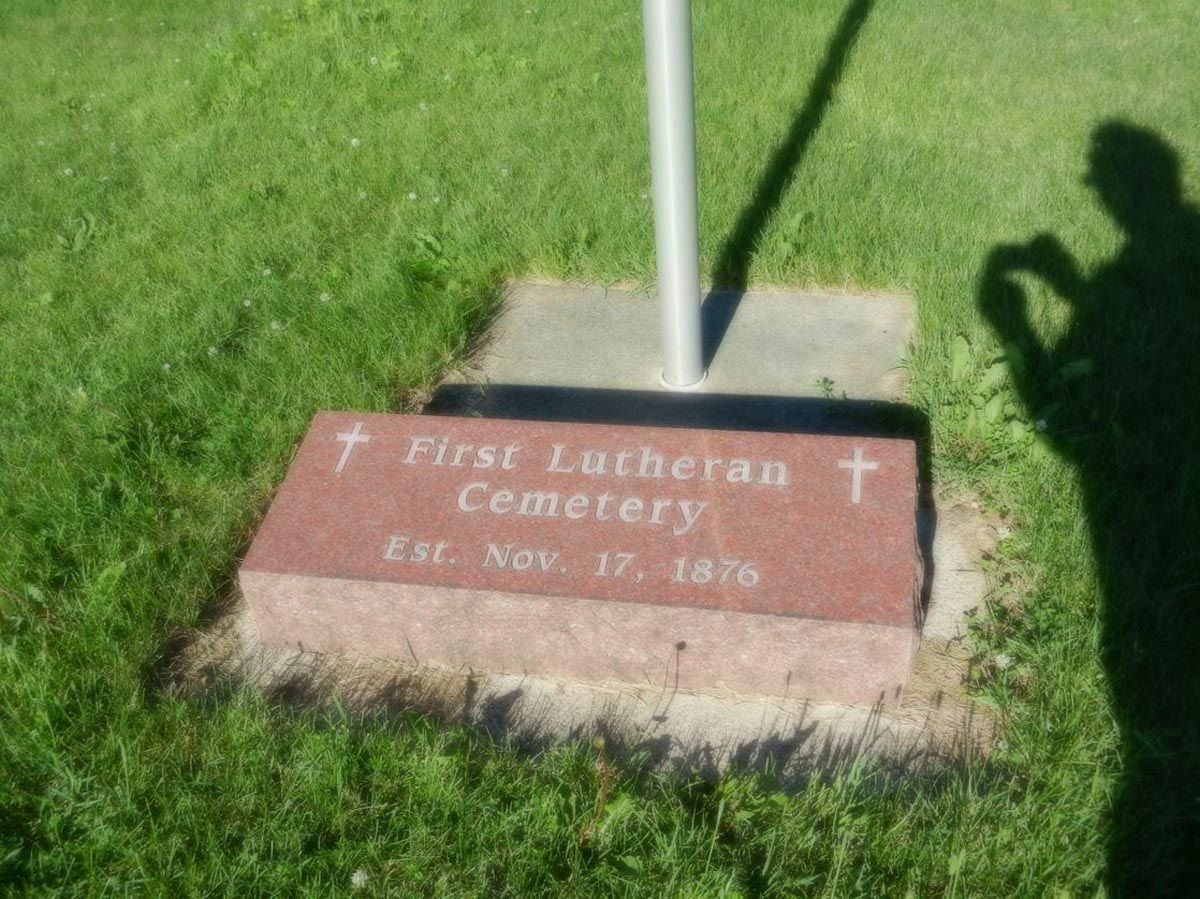 First Lutheran
Cemetery
Est. Nov. 17, 1876